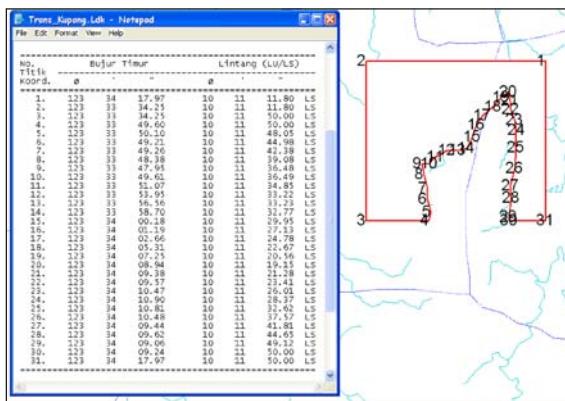 Trans_Kupang.Ldk - Notepad
File Edit Format View Help
No. Bujur Timur Lintang (LU/LS)
Titik
Koord. ø ' " ø ' "
1. 123 34 17.97 10 11 11.80 LS
2. 123 33 34.25 10 11 11.80 LS
3. 123 33 34.25 10 11 50.00 LS
4. 123 33 49.60 10 11 50.00 LS
5. 123 33 50.10 10 11 48.05 LS
6. 123 33 49.21 10 11 44.98 LS
7. 123 33 49.26 10 11 42.38 LS
8. 123 33 48.38 10 11 39.08 LS
9. 123 33 47.95 10 11 36.48 LS
10. 123 33 49.61 10 11 36.49 LS
11. 123 33 51.07 10 11 34.85 LS
12. 123 33 53.95 10 11 33.22 LS
13. 123 33 56.56 10 11 33.23 LS
14. 123 33 58.70 10 11 32.77 LS
15. 123 34 00.18 10 11 29.95 LS
16. 123 34 01.19 10 11 27.13 LS
17. 123 34 02.66 10 11 24.78 LS
18. 123 34 05.31 10 11 22.67 LS
19. 123 34 07.25 10 11 20.56 LS
20. 123 34 08.94 10 11 19.15 LS
21. 123 34 09.38 10 11 21.28 LS
22. 123 34 09.57 10 11 23.41 LS
23. 123 34 10.47 10 11 26.01 LS
24. 123 34 10.90 10 11 28.37 LS
25. 123 34 10.81 10 11 32.62 LS
26. 123 34 10.48 10 11 37.57 LS
27. 123 34 09.44 10 11 41.81 LS
28. 123 34 09.62 10 11 44.65 LS
29. 123 34 09.06 10 11 49.12 LS
30. 123 34 09.24 10 11 50.00 LS
31. 123 34 17.97 10 11 50.00 LS
2 1
20
18
22
17 23
16 24
15
12 13 14 25
11
9 10
8 26
7 27
6 28
5 29
3 4 30 31